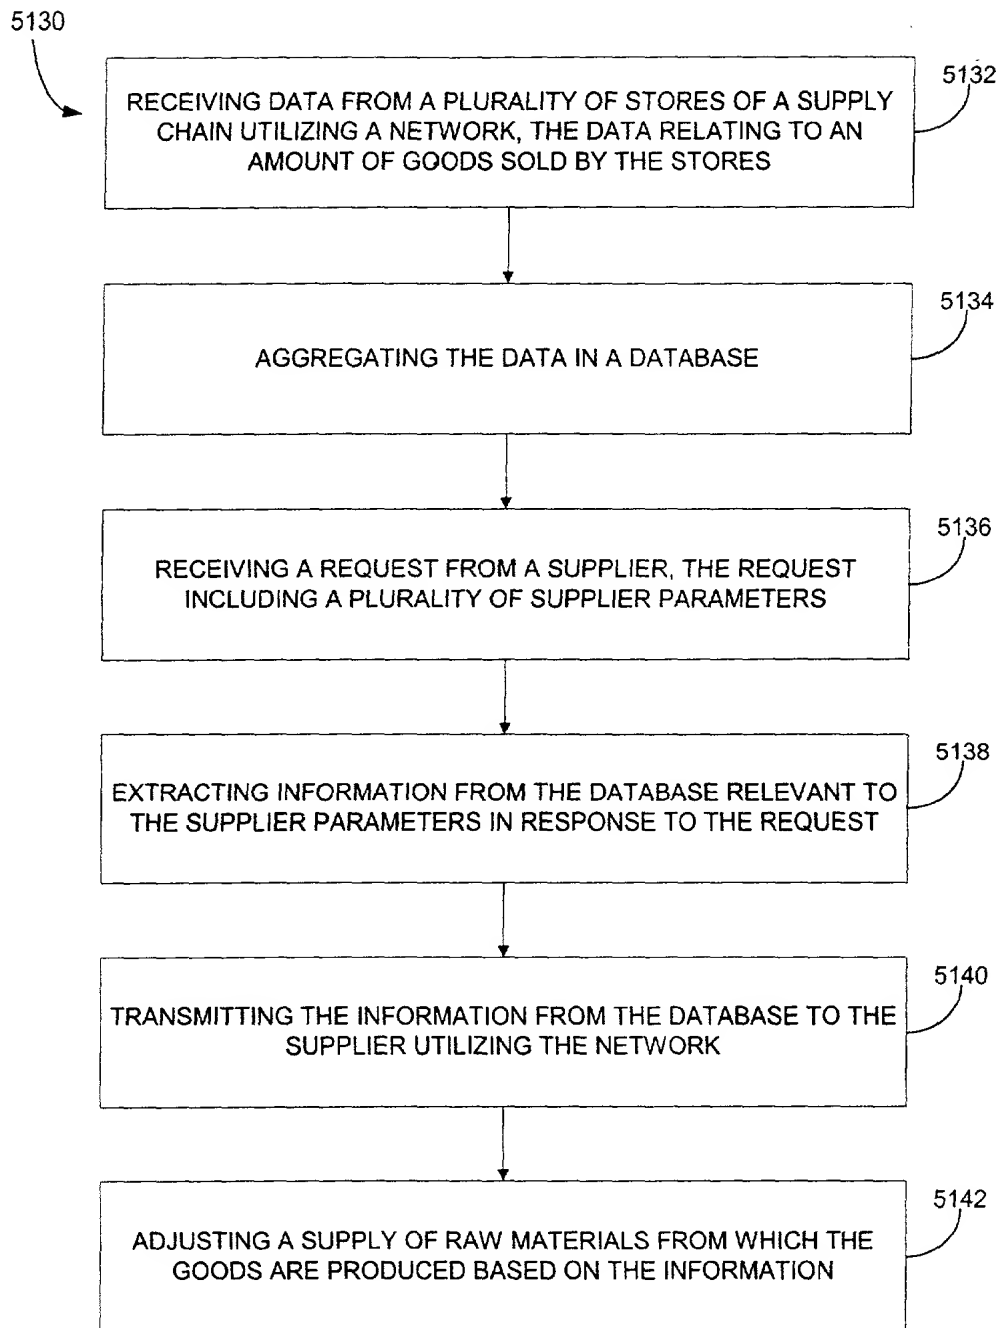 5130
5132
RECEIVING DATA FROM A PLURALITY OF STORES OF A SUPPLY
CHAIN UTILIZING A NETWORK, THE DATA RELATING TO AN
AMOUNT OF GOODS SOLD BY THE STORES
5134
AGGREGATING THE DATA IN A DATABASE
5136
RECEIVING A REQUEST FROM A SUPPLIER, THE REQUEST
INCLUDING A PLURALITY OF SUPPLIER PARAMETERS
5138
EXTRACTING INFORMATION FROM THE DATABASE RELEVANT TO
THE SUPPLIER PARAMETERS IN RESPONSE TO THE REQUEST
5140
TRANSMITTING THE INFORMATION FROM THE DATABASE TO THE
SUPPLIER UTILIZING THE NETWORK
5142
ADJUSTING A SUPPLY OF RAW MATERIALS FROM WHICH THE
GOODS ARE PRODUCED BASED ON THE INFORMATION